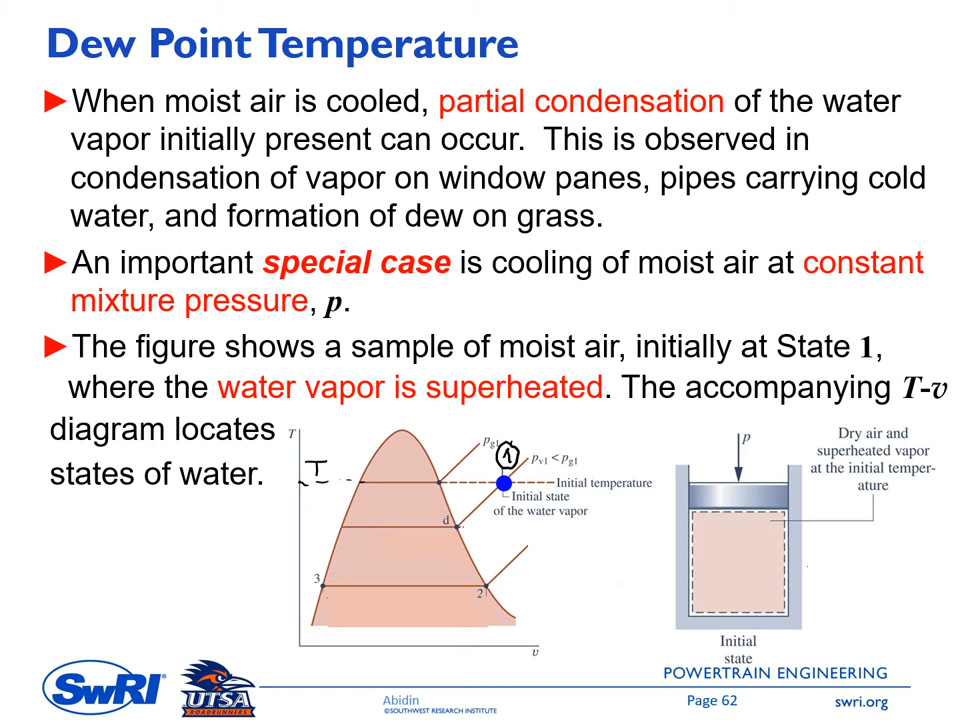 Dew Point Temperature
►When moist air is cooled, partial condensation of the water
vapor initially present can occur. This is observed in
condensation of vapor on window panes, pipes carrying cold
water, and formation of dew on grass.
►An important special case is cooling of moist air at constant
mixture pressure, p.
►The figure shows a sample of moist air, initially at State 1,
where the water vapor is superheated. The accompanying T-v
diagram locates
states of water.
T
pg1
1
pv1 < pg1
T
Initial temperature
Initial state
of the water vapor
d
3
2
v
p
Dry air and
superheated vapor
at the initial temper-
ature
Initial
state
POWERTRAIN ENGINEERING
SwRI
UTSA
ROADRUNNERS
Abidin
©SOUTHWEST RESEARCH INSTITUTE
Page 62
swri.org